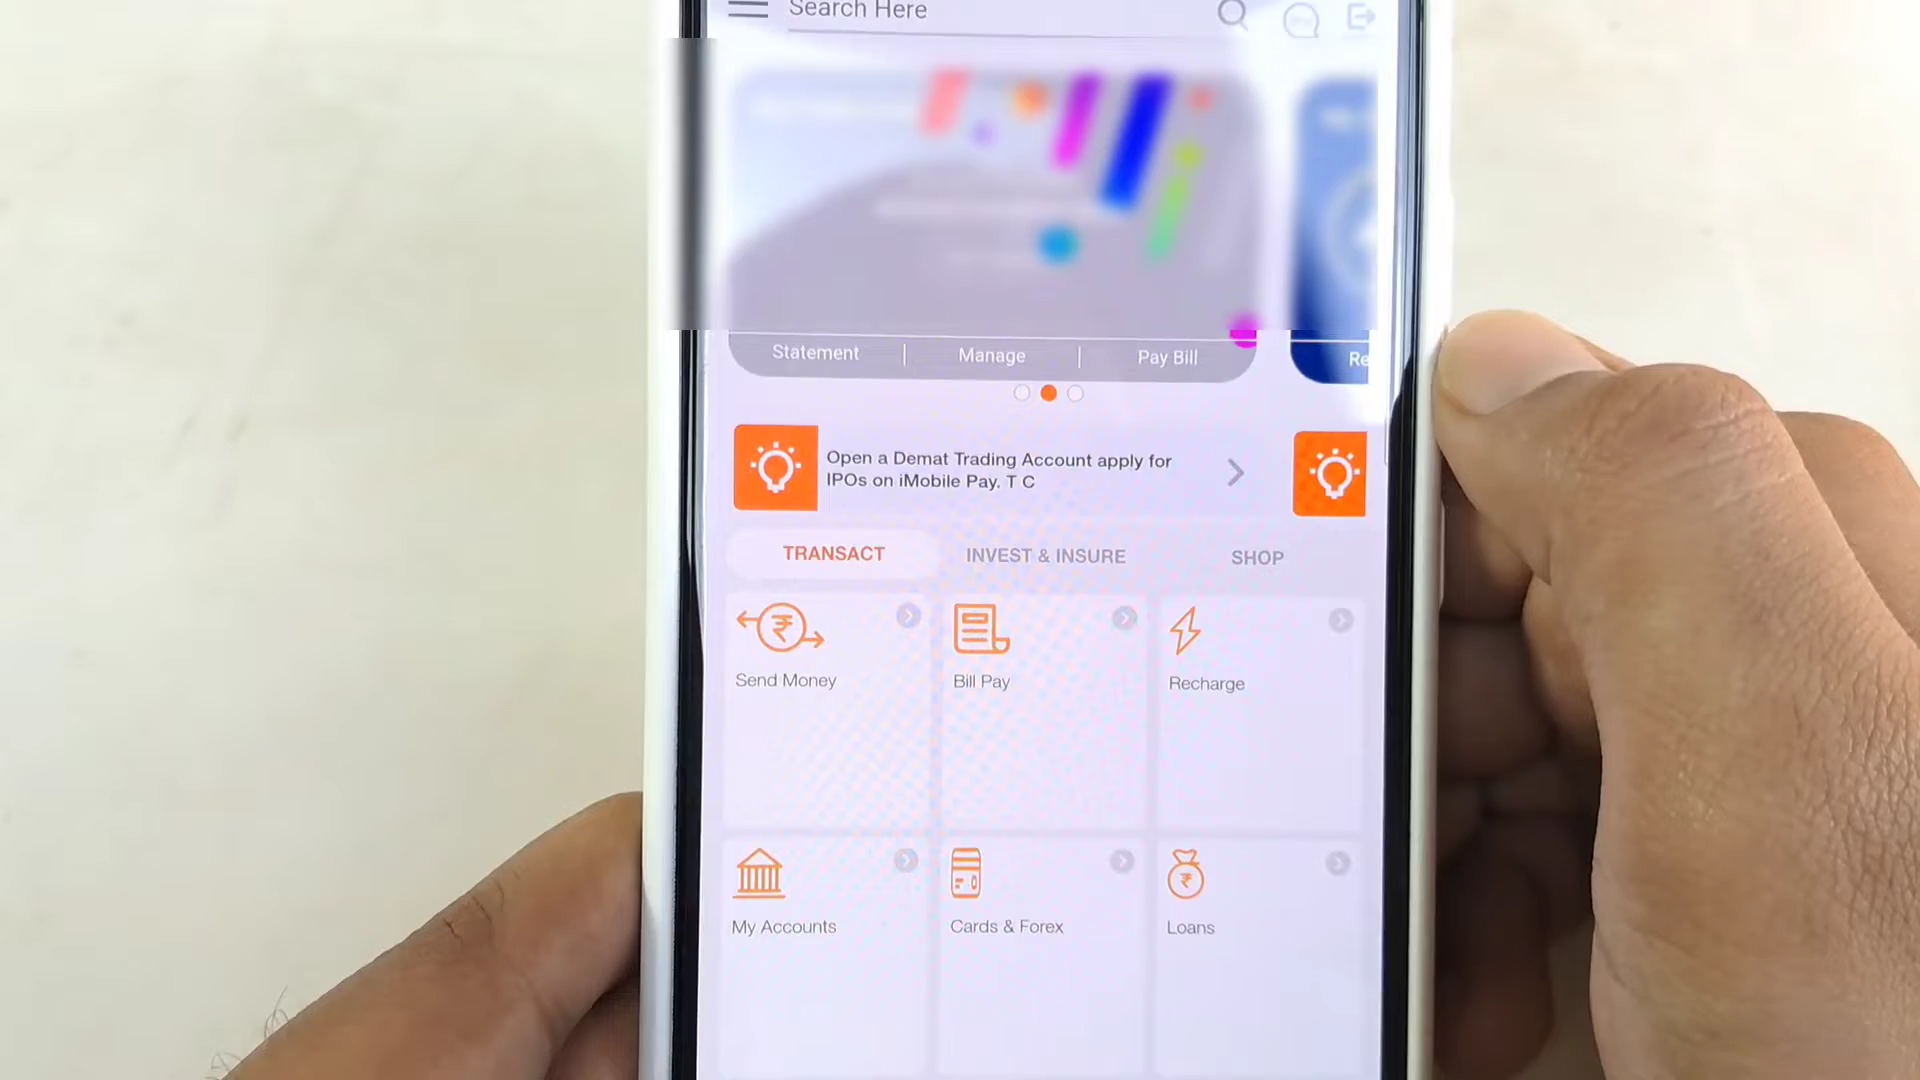 Search Here
Statement | Manage | Pay Bill
Re
Open a Demat Trading Account apply for
IPOs on iMobile Pay. T C
TRANSACT
INVEST & INSURE
SHOP
Send Money
Bill Pay
Recharge
My Accounts
Cards & Forex
Loans